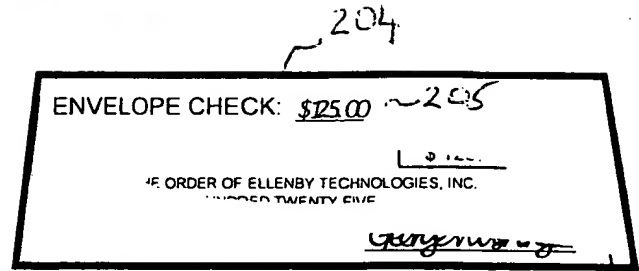 204
ENVELOPE CHECK: $125.00 205
ORDER OF ELLENBY TECHNOLOGIES, INC.
TWENTY FIVE